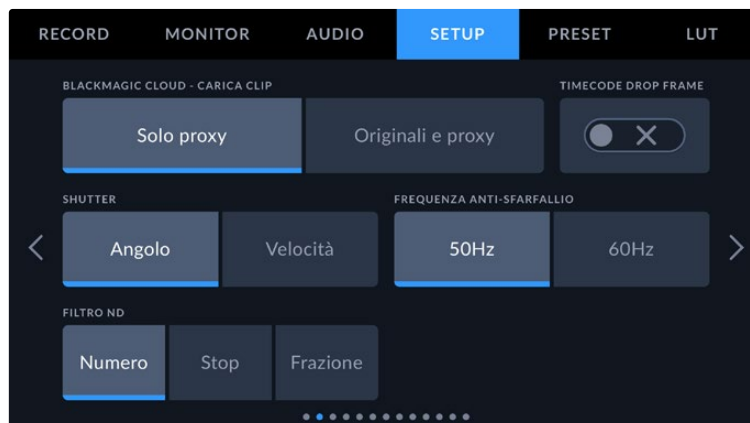 RECORD MONITOR AUDIO SETUP PRESET LUT
BLACKMAGIC CLOUD - CARICA CLIP TIMECODE DROP FRAME
Solo proxy Originali e proxy
SHUTTER FREQUENZA ANTI-SFARFALLIO
Angolo Velocità 50Hz 60Hz
FILTRO ND
Numero Stop Frazione